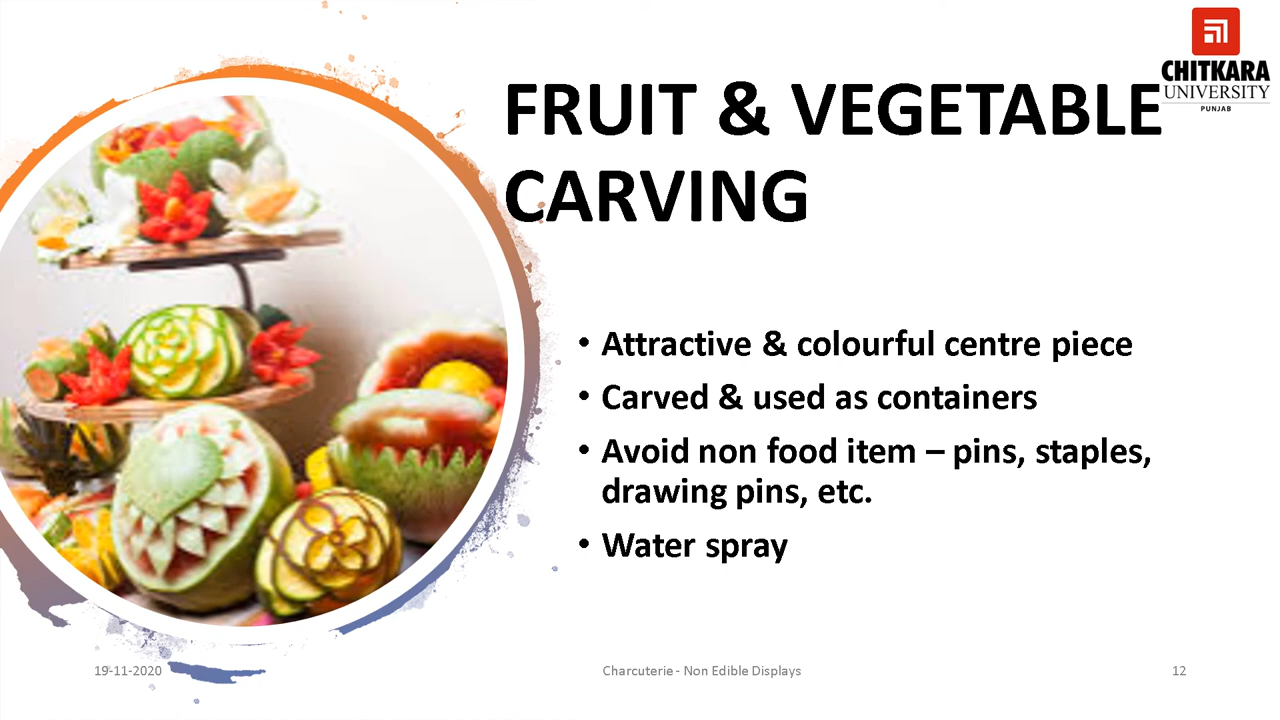 CHITKARA
UNIVERSITY
PUNJAB
FRUIT & VEGETABLE
CARVING
• Attractive & colourful centre piece
• Carved & used as containers
• Avoid non food item – pins, staples,
drawing pins, etc.
• Water spray
19-11-2020
Charcuterie - Non Edible Displays
12